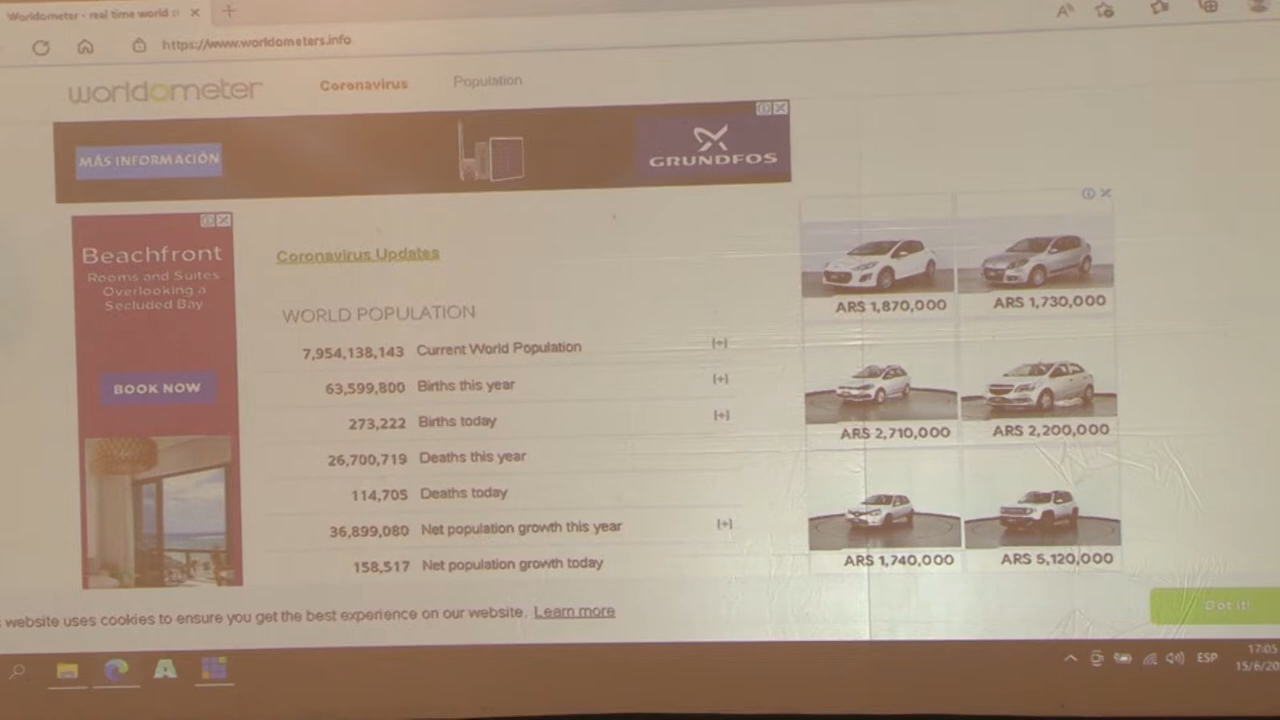 Worldometer - real time world
https://www.worldometers.info
worldometer
Coronavirus
Population
MÁS INFORMACIÓN
GRUNDFOS
Beachfront
Rooms and Suites
Overlooking a
Secluded Bay
BOOK NOW
Coronavirus Updates
WORLD POPULATION
7,954,138,143 Current World Population [+]
63,599,800 Births this year [+]
273,222 Births today [+]
26,700,719 Deaths this year
114,705 Deaths today
36,899,080 Net population growth this year [+]
158,517 Net population growth today
ARS 1,870,000
ARS 1,730,000
ARS 2,710,000
ARS 2,200,000
ARS 1,740,000
ARS 5,120,000
website uses cookies to ensure you get the best experience on our website. Learn more
Got it!
ESP
17:05
15/6/20